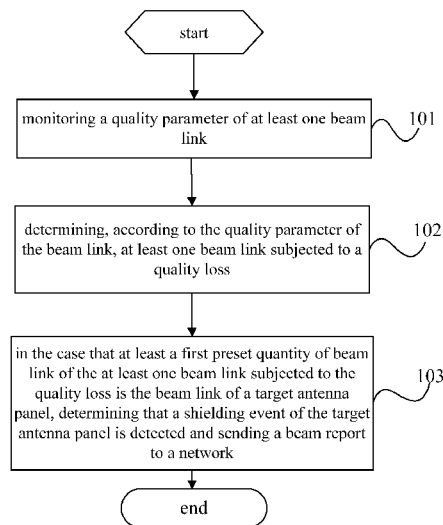 start
monitoring a quality parameter of at least one beam
link
101
determining, according to the quality parameter of
the beam link, at least one beam link subjected to a
quality loss
102
in the case that at least a first preset quantity of beam
link of the at least one beam link subjected to the
quality loss is the beam link of a target antenna
panel, determining that a shielding event of the target
antenna panel is detected and sending a beam report
to a network
103
end